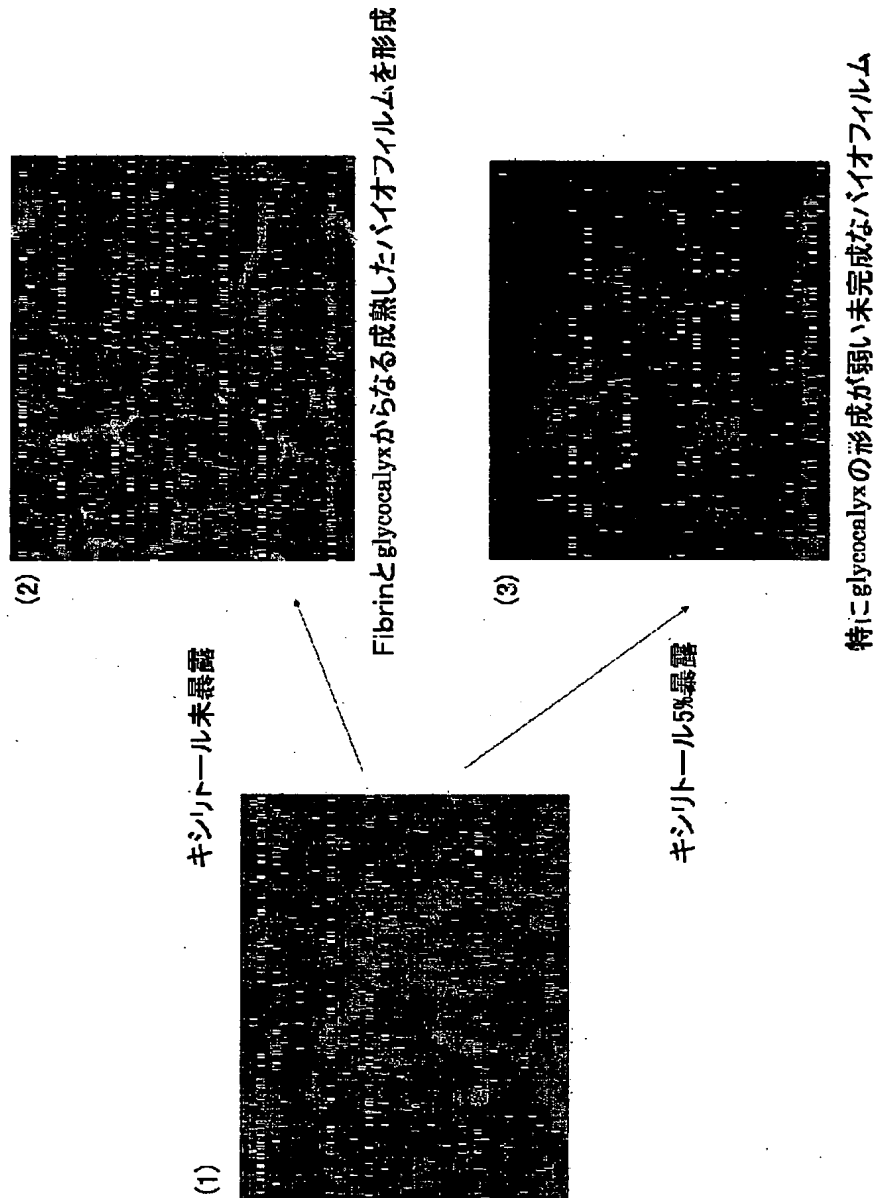 (1)
キシリトール未暴露
(2)
Fibrinとglycocalyxからなる成熟したバイオフィルムを形成
キシリトール5%暴露
(3)
特にglycocalyxの形成が弱い未完成なバイオフィルム